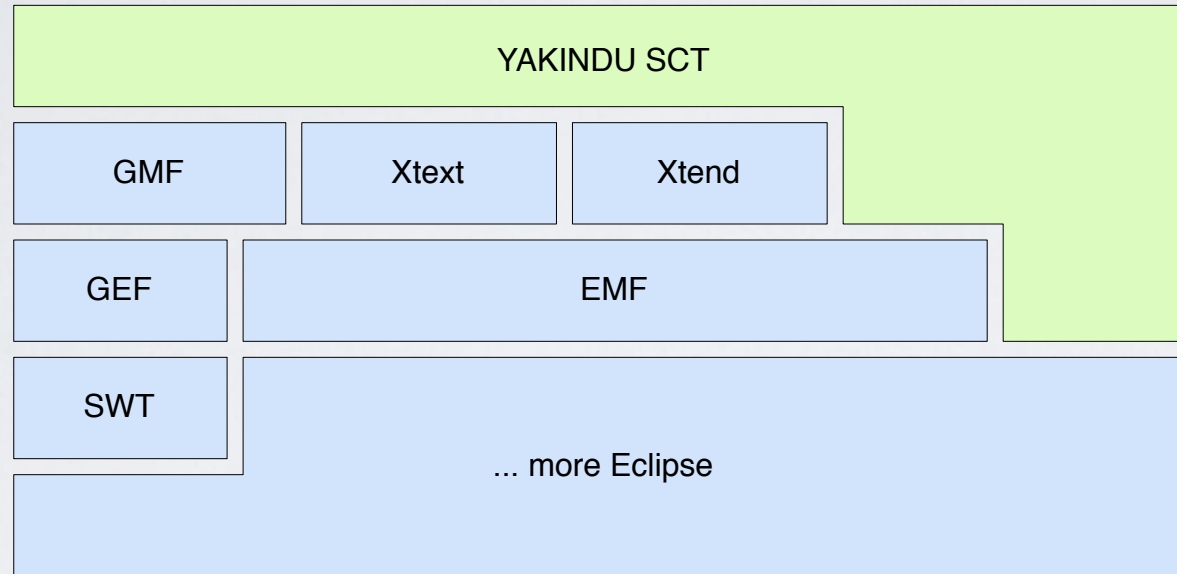 YAKINDU SCT
GMF
Xtext
Xtend
GEF
EMF
SWT
... more Eclipse